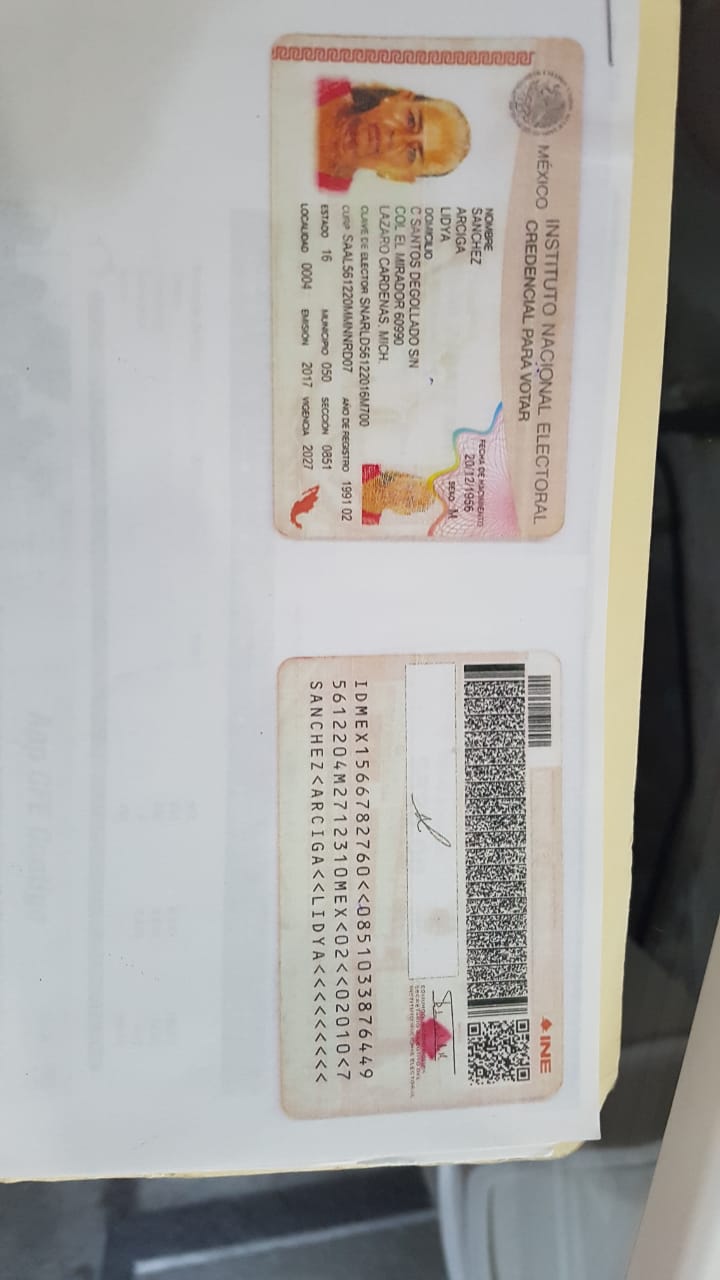 MÉXICO INSTITUTO NACIONAL ELECTORAL
CREDENCIAL PARA VOTAR
NOMBRE
SANCHEZ
ARCIGA
LIDYA
FECHA DE NACIMIENTO
20/12/1956
SEXO M
DOMICILIO
C SANTOS DEGOLLADO S/N
COL EL MIRADOR 60990
LAZARO CARDENAS, MICH.
CLAVE DE ELECTOR SNARLD56122016M700
CURP SAAL561220MMNNRD07 AÑO DE REGISTRO 1991 02
ESTADO 16 MUNICIPIO 050 SECCIÓN 0851
LOCALIDAD 0004 EMISIÓN 2017 VIGENCIA 2027
INE
IDMEX1566782760<<0851033876449
5612204M2712310MEX<02<<02010<7
SANCHEZ<ARCIGA<<LIDYA<<<<<<<<<